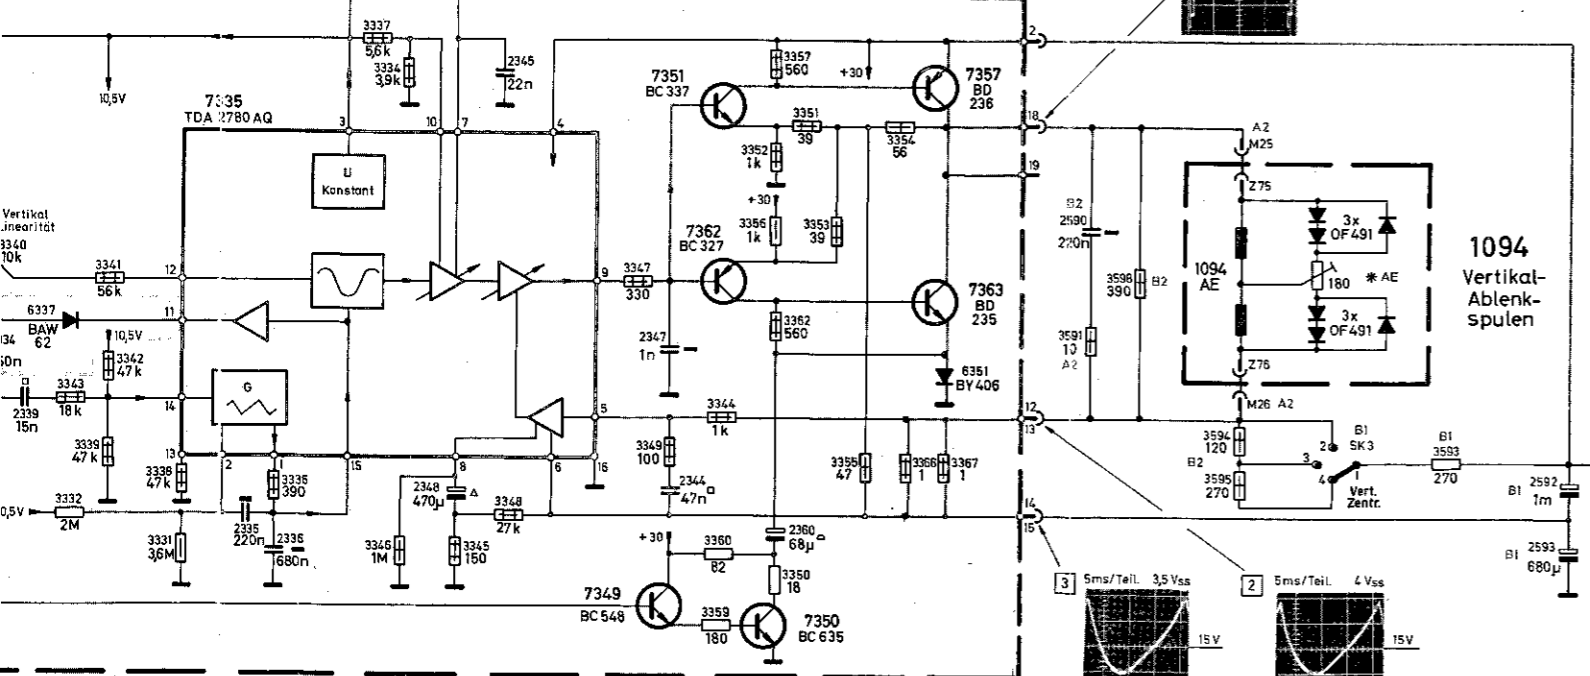 3337
5,6k
3334
3,9k
2345
22n
10,5V
7335
TDA 2780 AQ
3
10
7
4
U
Konstant
Vertikal
Linearität
3340
10k
3341
56k
12
11
6337
BAW
62
10,5V
3342
47k
3343
18k
14
2339
15n
3339
47k
G
13
2
1
15
8
6
16
5
9
3338
47k
3336
390
3332
2M
2335
220n
2336
680n
3331
3,6M
2348
470µ
3346
1M
3345
150
3348
27k
3347
330
2347
1n
3344
1k
3349
100
2344
47n
7351
BC 337
3357
560
+30
7357
BD
236
3351
39
3352
1k
3354
56
+30
3356
1k
3353
39
7362
BC 327
7363
BD
235
3362
560
6351
BY 406
3355
47
3366
1
3367
1
2360
68µ
+30
3360
82
3350
18
7349
BC 548
3359
180
7350
BC 635
2
18
19
12
13
14
15
A2
M25
Z75
B2
2590
220n
3598
390
B2
3591
10
A2
1094
AE
3x
OF491
180
* AE
3x
OF491
Z76
M26 A2
1094
Vertikal-
Ablenk-
spulen
3594
120
B2
3595
270
B1
SK3
2
3
4
1
Vert.
Zentr.
B1
3593
270
B1
2592
1m
B1
2593
680µ
3
5ms/Teil. 3,5 Vss
15 V
2
5ms/Teil. 4 Vss
15 V